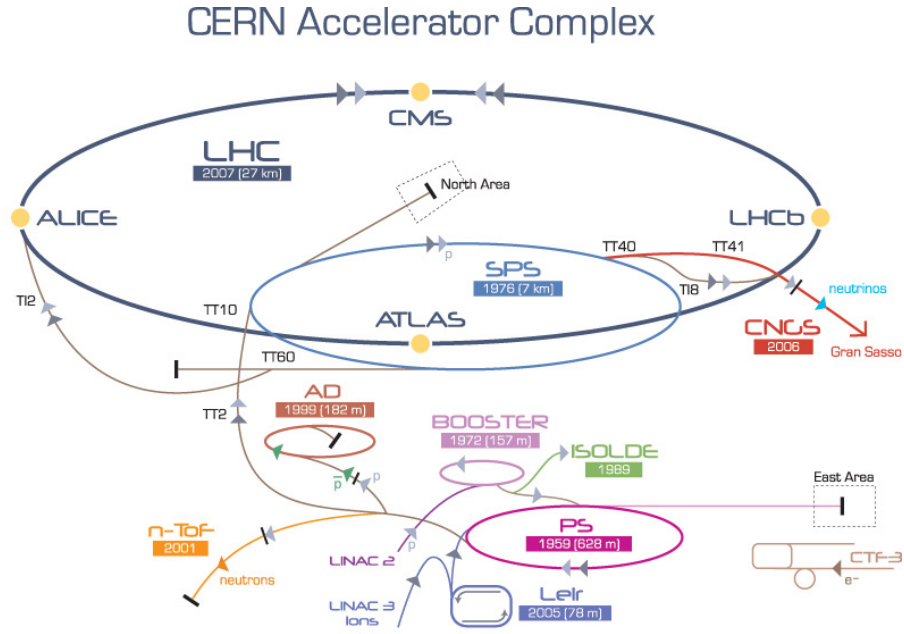 CERN Accelerator Complex
CMS
LHC
2007 (27 km)
North Area
ALICE
LHCb
TT40
TT41
p
SPS
1976 (7 km)
TI2
TI8
neutrinos
TT10
ATLAS
CNGS
2006
Gran Sasso
TT60
AD
1999 (182 m)
TT2
BOOSTER
1972 (157 m)
ISOLDE
1989
p̅
p
East Area
n-ToF
2001
LINAC 2
p
PS
1959 (628 m)
neutrons
CTF-3
e-
LINAC 3
Ions
LeIr
2005 (78 m)